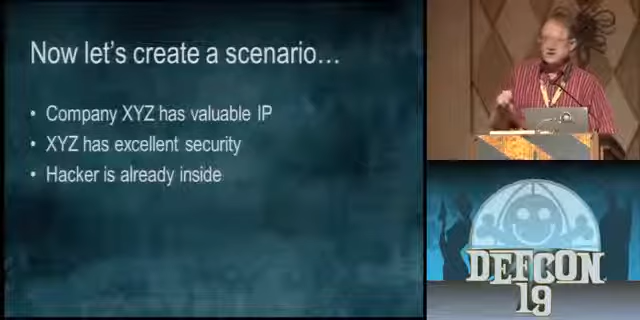 Now let's create a scenario…
• Company XYZ has valuable IP
• XYZ has excellent security
• Hacker is already inside
DEFCON
19